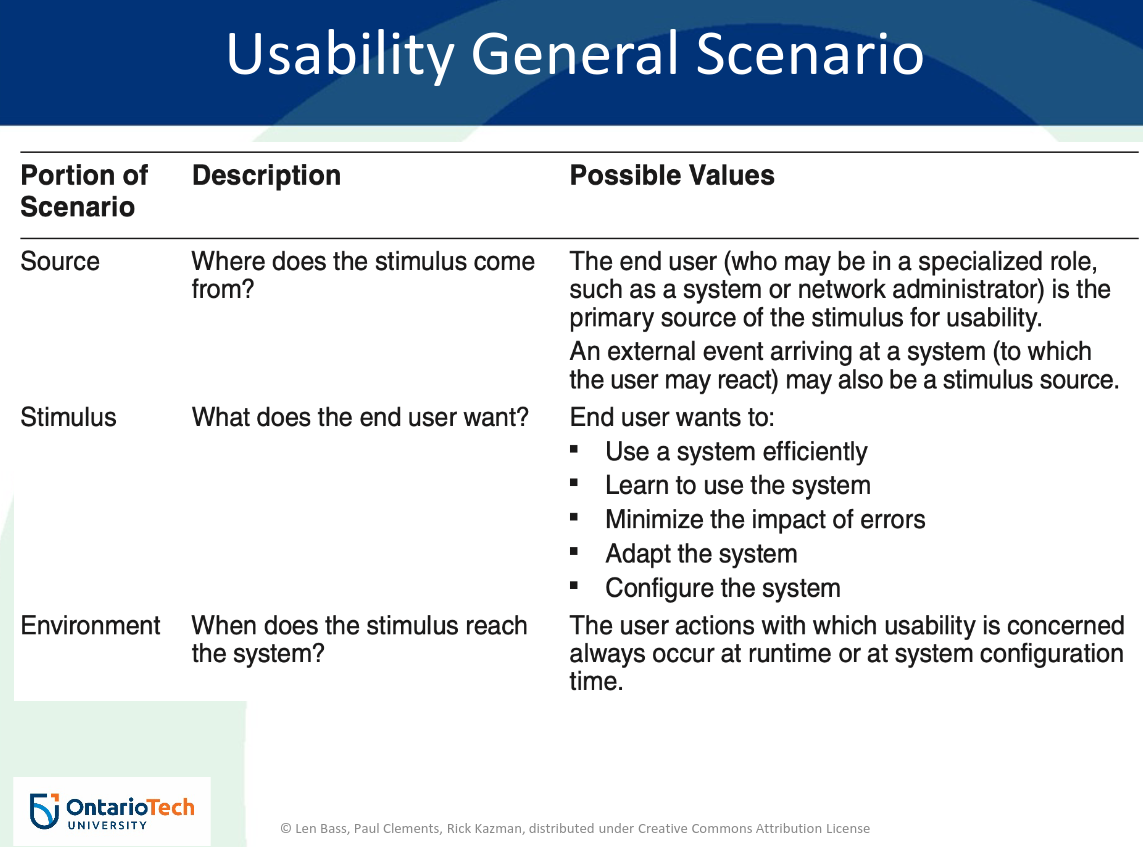 Usability General Scenario
Portion of
Scenario
Description
Possible Values
Source
Where does the stimulus come
from?
The end user (who may be in a specialized role,
such as a system or network administrator) is the
primary source of the stimulus for usability.
An external event arriving at a system (to which
the user may react) may also be a stimulus source.
Stimulus
What does the end user want?
End user wants to:
▪ Use a system efficiently
▪ Learn to use the system
▪ Minimize the impact of errors
▪ Adapt the system
▪ Configure the system
Environment
When does the stimulus reach
the system?
The user actions with which usability is concerned
always occur at runtime or at system configuration
time.
OntarioTech
UNIVERSITY
© Len Bass, Paul Clements, Rick Kazman, distributed under Creative Commons Attribution License